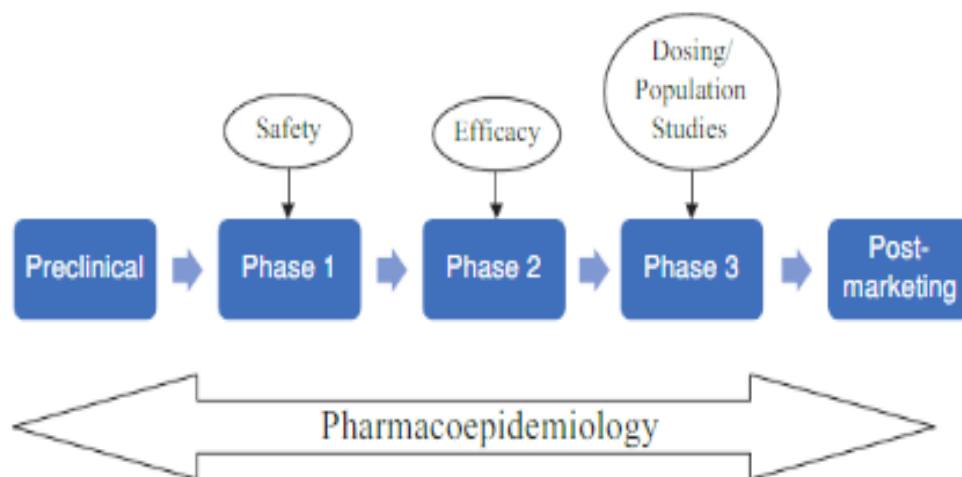 Dosing/
Population
Studies
Safety
Efficacy
Preclinical
Phase 1
Phase 2
Phase 3
Post-
marketing
Pharmacoepidemiology